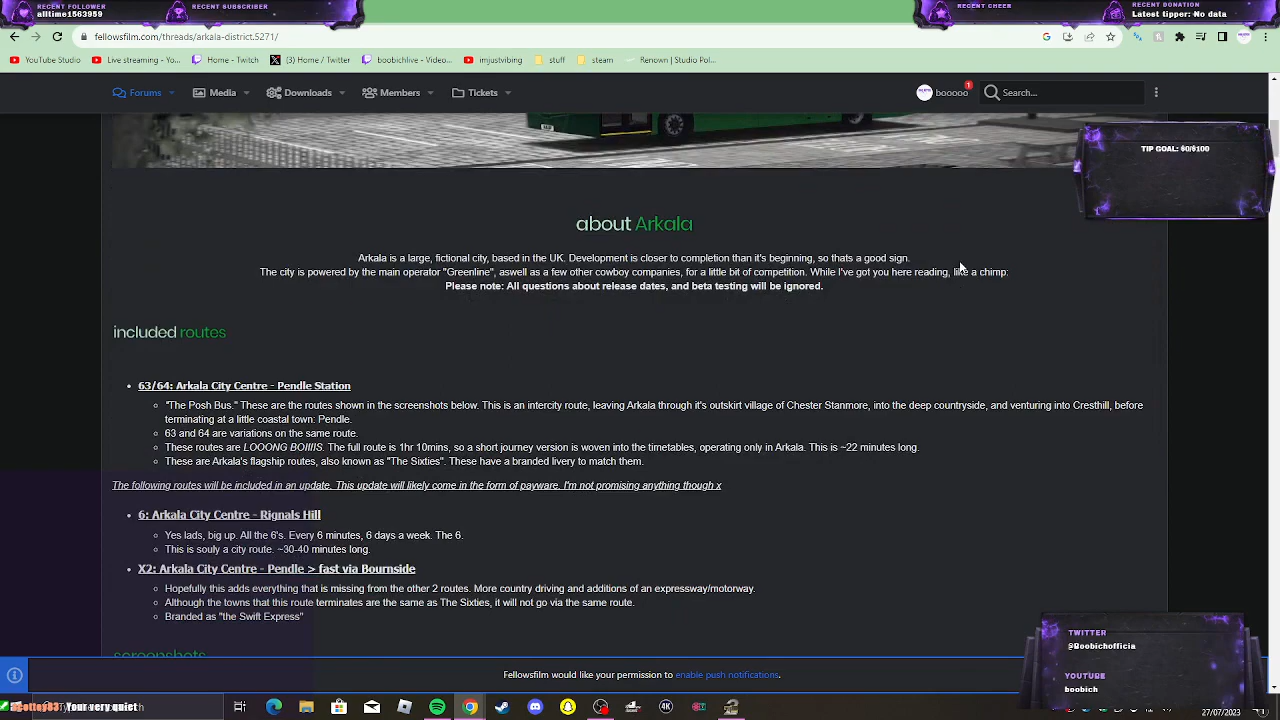 RECENT FOLLOWER
alltime1563959
RECENT SUBSCRIBER
RECENT CHEER
RECENT DONATION
Latest tipper: No data
fellowsfilm.com/threads/arkala-district.5271/
YouTube Studio
Live streaming - Yo...
Home - Twitch
(3) Home / Twitter
boobichlive - Video...
imjustvibing
stuff
steam
Renown | Studio Pol...
Forums
Media
Downloads
Members
Tickets
booooo
1
Search...
TIP GOAL: $0/$100
about Arkala
Arkala is a large, fictional city, based in the UK. Development is closer to completion than it's beginning, so thats a good sign.
The city is powered by the main operator "Greenline", aswell as a few other cowboy companies, for a little bit of competition. While I've got you here reading, like a chimp:
Please note: All questions about release dates, and beta testing will be ignored.
included routes
63/64: Arkala City Centre - Pendle Station
"The Posh Bus." These are the routes shown in the screenshots below. This is an intercity route, leaving Arkala through it's outskirt village of Chester Stanmore, into the deep countryside, and venturing into Cresthill, before
terminating at a little coastal town: Pendle.
63 and 64 are variations on the same route.
These routes are LOOONG BOIIIS. The full route is 1hr 10mins, so a short journey version is woven into the timetables, operating only in Arkala. This is ~22 minutes long.
These are Arkala's flagship routes, also known as "The Sixties". These have a branded livery to match them.
The following routes will be included in an update. This update will likely come in the form of payware. I'm not promising anything though x
6: Arkala City Centre - Rignals Hill
Yes lads, big up. All the 6's. Every 6 minutes, 6 days a week. The 6.
This is souly a city route. ~30-40 minutes long.
X2: Arkala City Centre - Pendle > fast via Bournside
Hopefully this adds everything that is missing from the other 2 routes. More country driving and additions of an expressway/motorway.
Although the towns that this route terminates are the same as The Sixties, it will not go via the same route.
Branded as "the Swift Express"
screenshots
TWITTER
@Boobichofficia
YOUTUBE
boobich
Fellowsfilm would like your permission to enable push notifications.
Your very quiet
27/07/2023